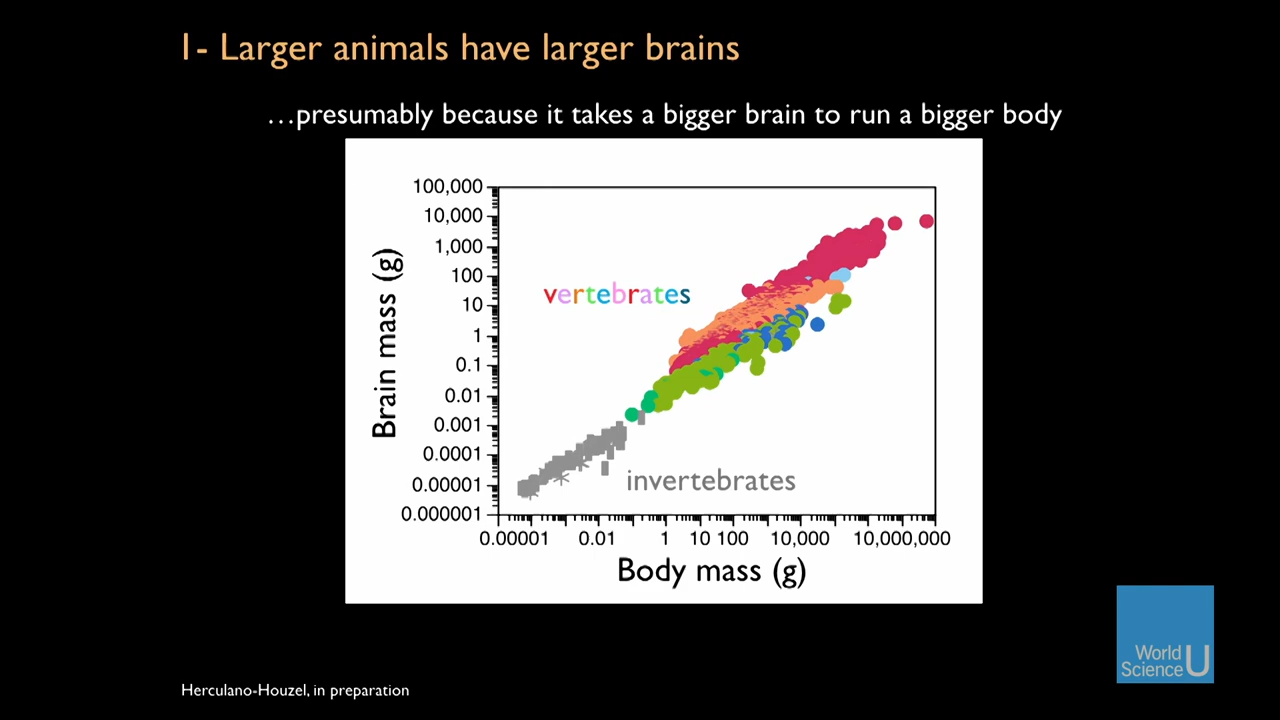 1- Larger animals have larger brains
…presumably because it takes a bigger brain to run a bigger body
100,000
10,000
1,000
100
10
1
0.1
0.01
0.001
0.0001
0.00001
0.000001
Brain mass (g)
vertebrates
invertebrates
0.00001 0.01 1 10 100 10,000 10,000,000
Body mass (g)
World
Science U
Herculano-Houzel, in preparation